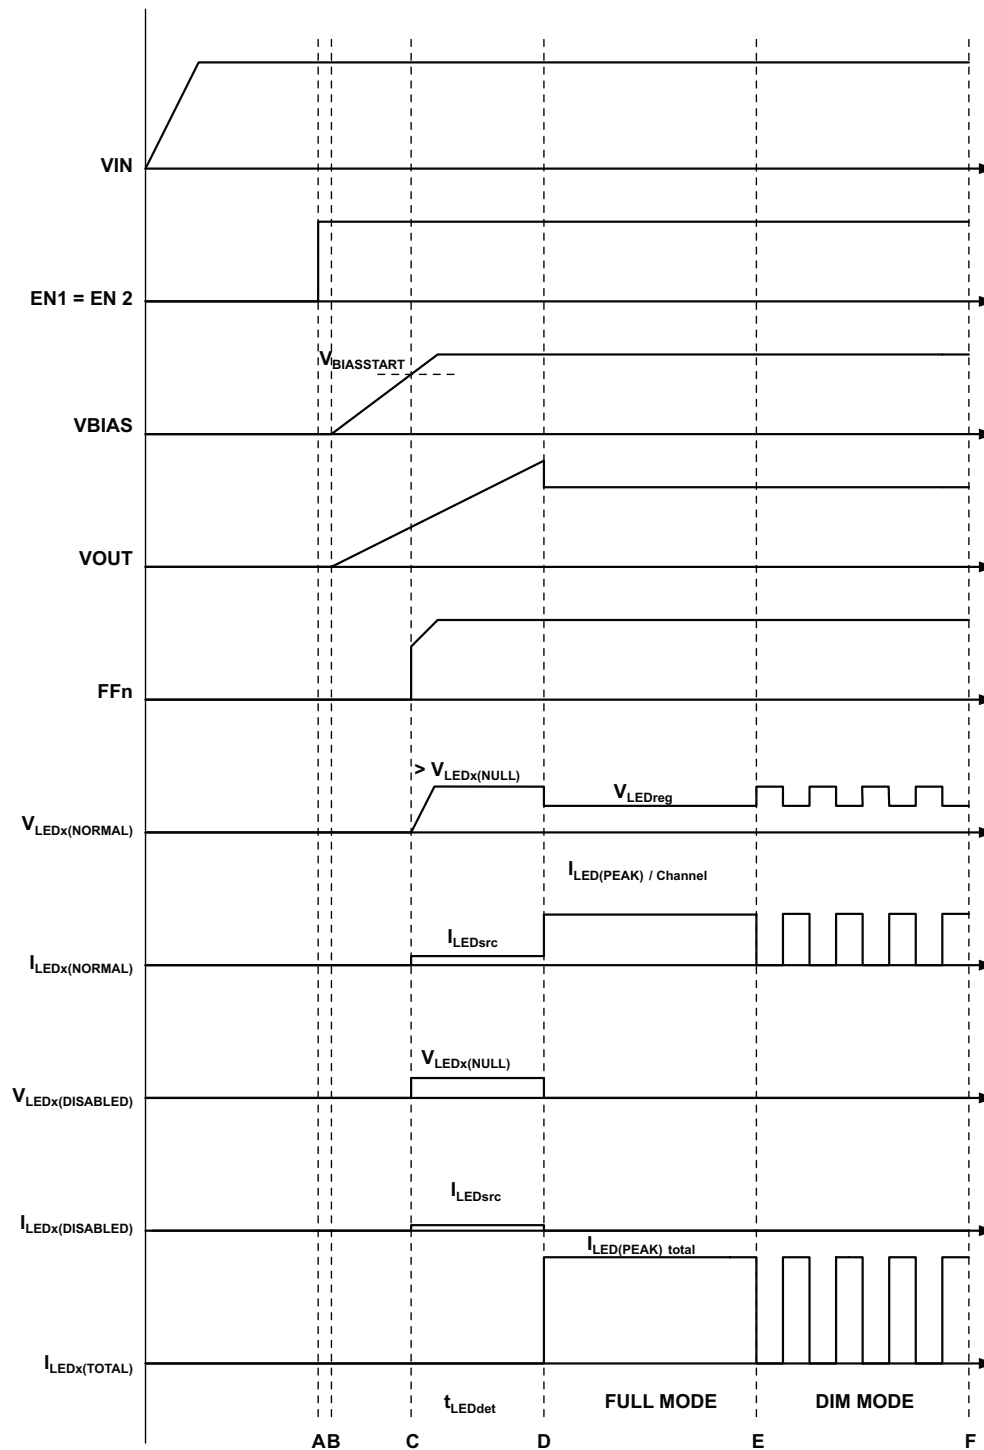 VIN
EN1 = EN 2
VBIASSTART
VBIAS
VOUT
FFn
> VLEDx(NULL)
VLEDreg
VLEDx(NORMAL)
ILED(PEAK) / Channel
ILEDsrc
ILEDx(NORMAL)
VLEDx(NULL)
VLEDx(DISABLED)
ILEDsrc
ILEDx(DISABLED)
ILED(PEAK) total
ILEDx(TOTAL)
tLEDdet FULL MODE DIM MODE
A B C D E F